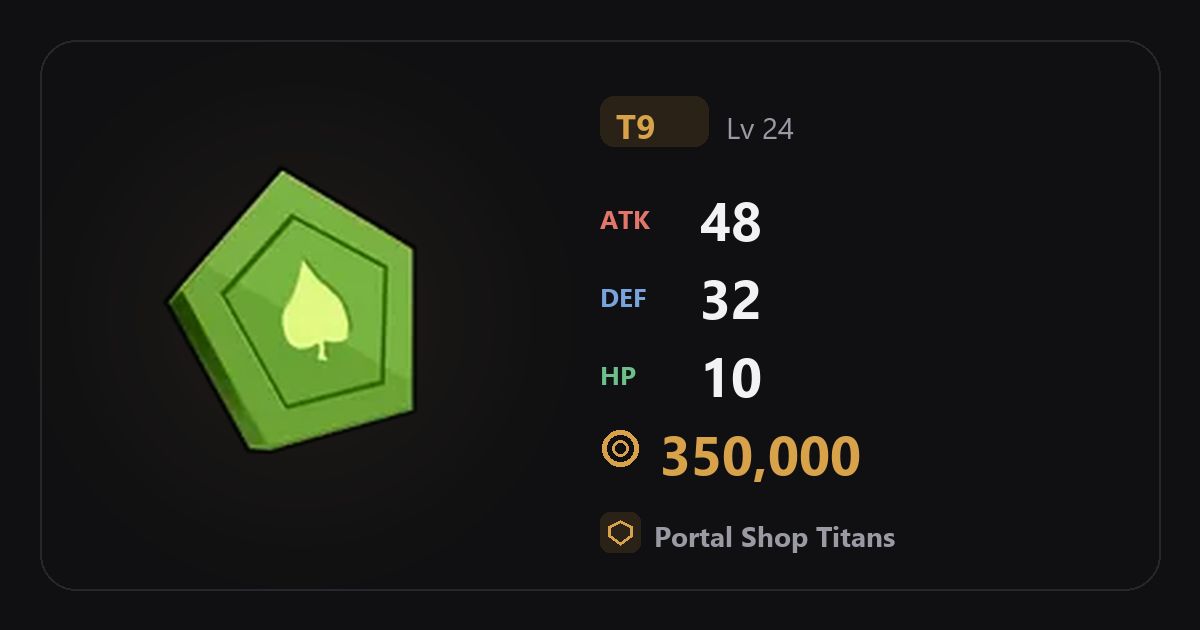 T9 Lv 24
ATK 48
DEF 32
HP 10
350,000
Portal Shop Titans